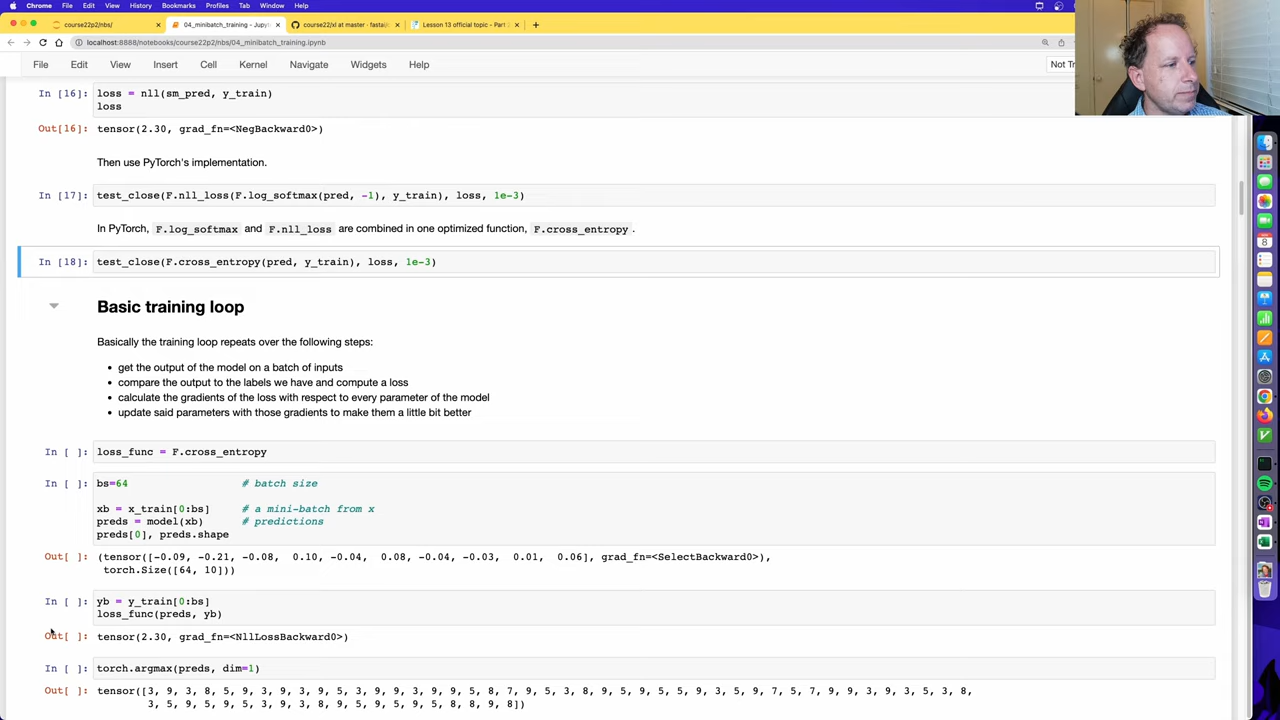 Chrome File Edit View History Bookmarks Profiles Tab Window Help
course22p2/nbs/
04_minibatch_training - Jupyt
course22/xl at master · fastai
Lesson 13 official topic - Part
localhost:8888/notebooks/course22p2/nbs/04_minibatch_training.ipynb
File Edit View Insert Cell Kernel Navigate Widgets Help
Not Tr
In [16]: loss = nll(sm_pred, y_train)
loss
Out[16]: tensor(2.30, grad_fn=<NegBackward0>)
Then use PyTorch's implementation.
In [17]: test_close(F.nll_loss(F.log_softmax(pred, -1), y_train), loss, 1e-3)
In PyTorch, F.log_softmax and F.nll_loss are combined in one optimized function, F.cross_entropy.
In [18]: test_close(F.cross_entropy(pred, y_train), loss, 1e-3)
Basic training loop
Basically the training loop repeats over the following steps:
• get the output of the model on a batch of inputs
• compare the output to the labels we have and compute a loss
• calculate the gradients of the loss with respect to every parameter of the model
• update said parameters with those gradients to make them a little bit better
In [ ]: loss_func = F.cross_entropy
In [ ]: bs=64 # batch size
xb = x_train[0:bs] # a mini-batch from x
preds = model(xb) # predictions
preds[0], preds.shape
Out[ ]: (tensor([-0.09, -0.21, -0.08, 0.10, -0.04, 0.08, -0.04, -0.03, 0.01, 0.06], grad_fn=<SelectBackward0>),
torch.Size([64, 10]))
In [ ]: yb = y_train[0:bs]
loss_func(preds, yb)
Out[ ]: tensor(2.30, grad_fn=<NllLossBackward0>)
In [ ]: torch.argmax(preds, dim=1)
Out[ ]: tensor([3, 9, 3, 8, 5, 9, 3, 9, 3, 9, 5, 3, 9, 9, 3, 9, 9, 5, 8, 7, 9, 5, 3, 8, 9, 5, 9, 5, 5, 9, 3, 5, 9, 7, 5, 7, 9, 9, 3, 9, 3, 5, 3, 8,
3, 5, 9, 5, 9, 5, 3, 9, 3, 8, 9, 5, 9, 5, 9, 5, 8, 8, 9, 8])